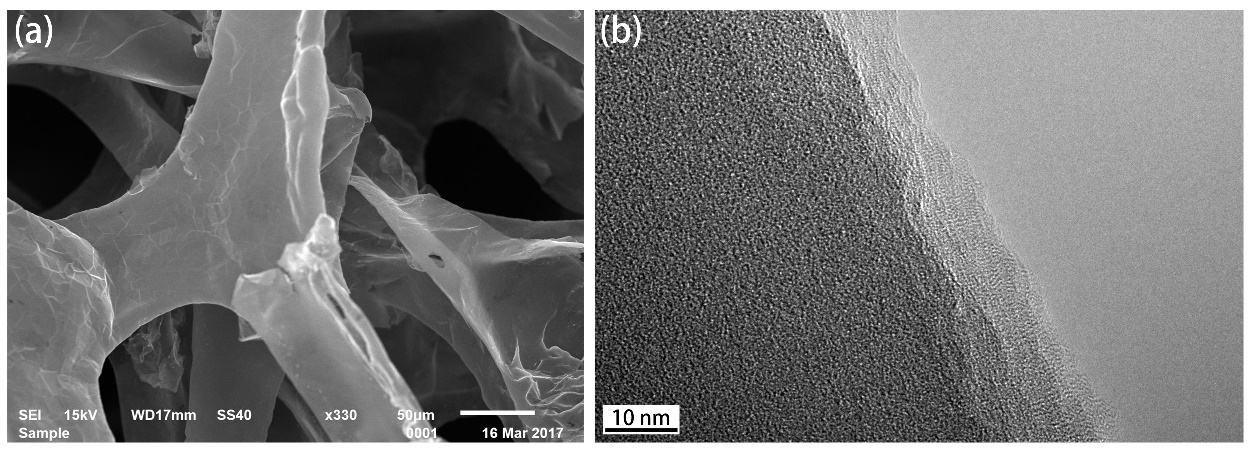 (a)
SEI 15kV WD17mm SS40 x330 50µm
Sample 0001 16 Mar 2017
(b)
10 nm